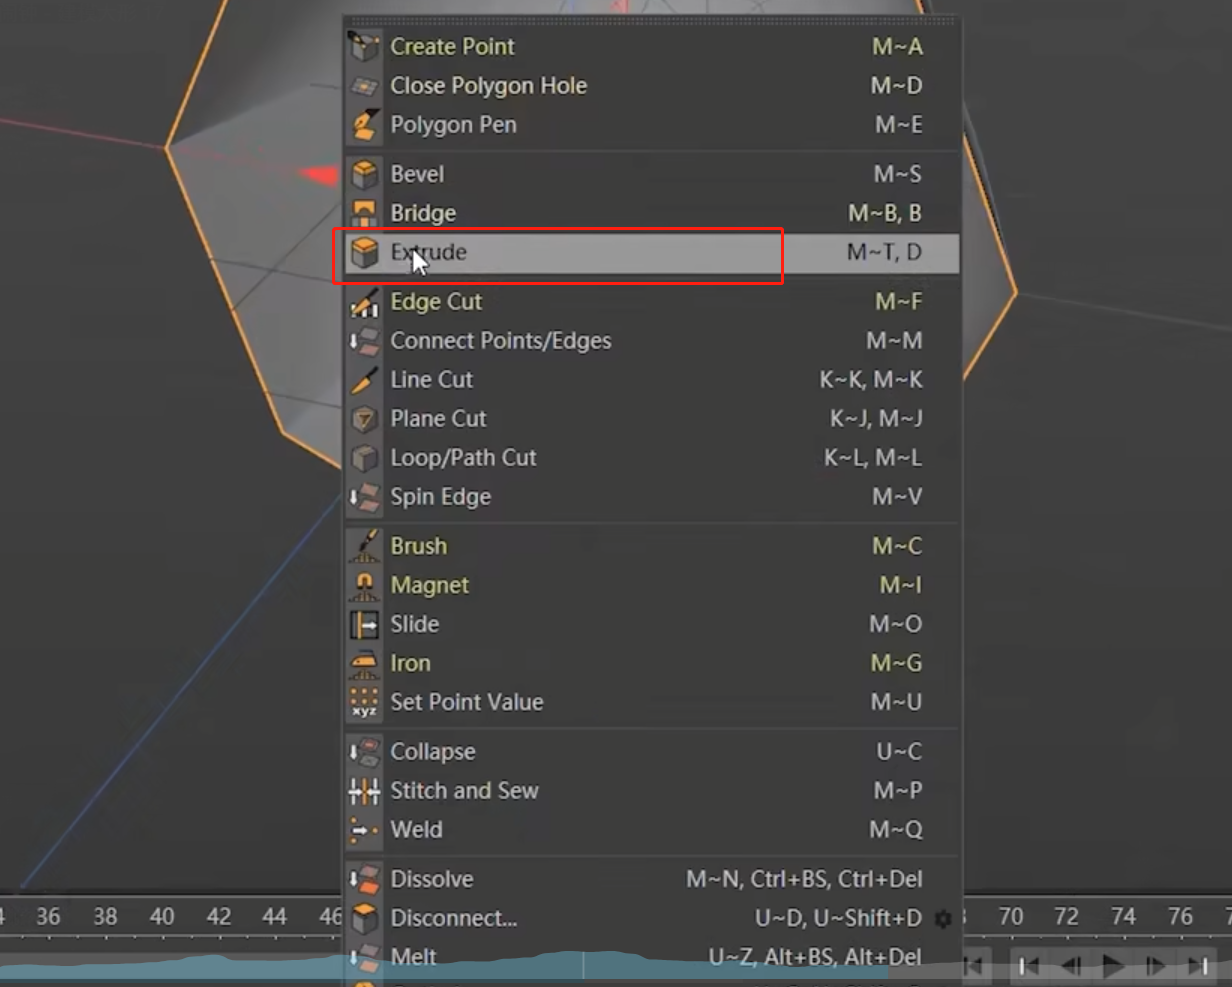 Create Point M~A
Close Polygon Hole M~D
Polygon Pen M~E
Bevel M~S
Bridge M~B, B
Extrude M~T, D
Edge Cut M~F
Connect Points/Edges M~M
Line Cut K~K, M~K
Plane Cut K~J, M~J
Loop/Path Cut K~L, M~L
Spin Edge M~V
Brush M~C
Magnet M~I
Slide M~O
Iron M~G
xyz Set Point Value M~U
Collapse U~C
Stitch and Sew M~P
Weld M~Q
Dissolve M~N, Ctrl+BS, Ctrl+Del
36 38 40 42 44 46 70 72 74 76
Disconnect... U~D, U~Shift+D
Melt U~Z, Alt+BS, Alt+Del